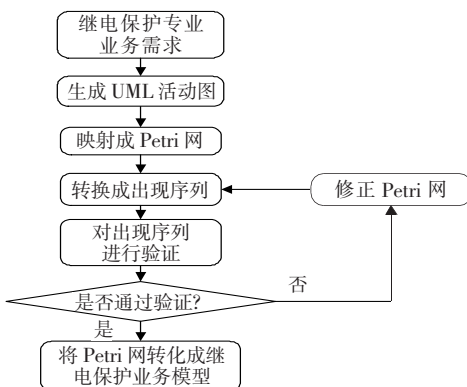 继电保护专业
业务需求
生成 UML 活动图
映射成 Petri 网
转换成出现序列
修正 Petri 网
对出现序列
进行验证
是否通过验证?
否
是
将 Petri 网转化成继
电保护业务模型